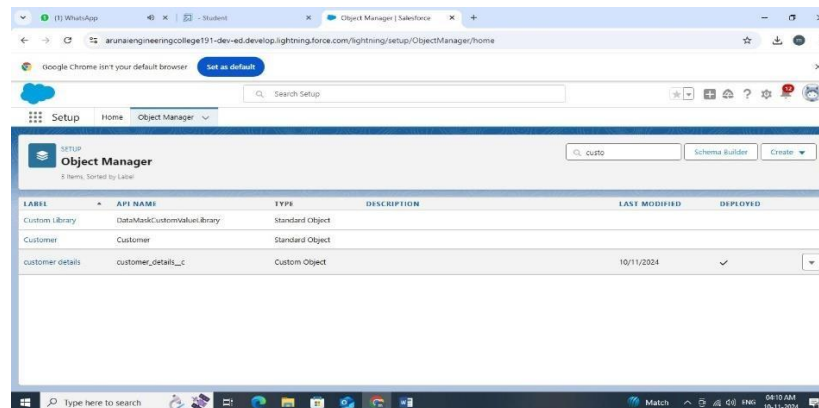 (1) WhatsApp
- Student
Object Manager | Salesforce
arunaiengineeringcollege191-dev-ed.develop.lightning.force.com/lightning/setup/ObjectManager/home
Google Chrome isn't your default browser
Set as default
Search Setup
12
Setup
Home
Object Manager
SETUP
Object Manager
3 Items, Sorted by Label
custo
Schema Builder
Create
LABEL API NAME TYPE DESCRIPTION LAST MODIFIED DEPLOYED
Custom Library DataMaskCustomValueLibrary Standard Object
Customer Customer Standard Object
customer details customer_details__c Custom Object 10/11/2024
Type here to search
Match
ENG
04:10 AM
10-11-2024